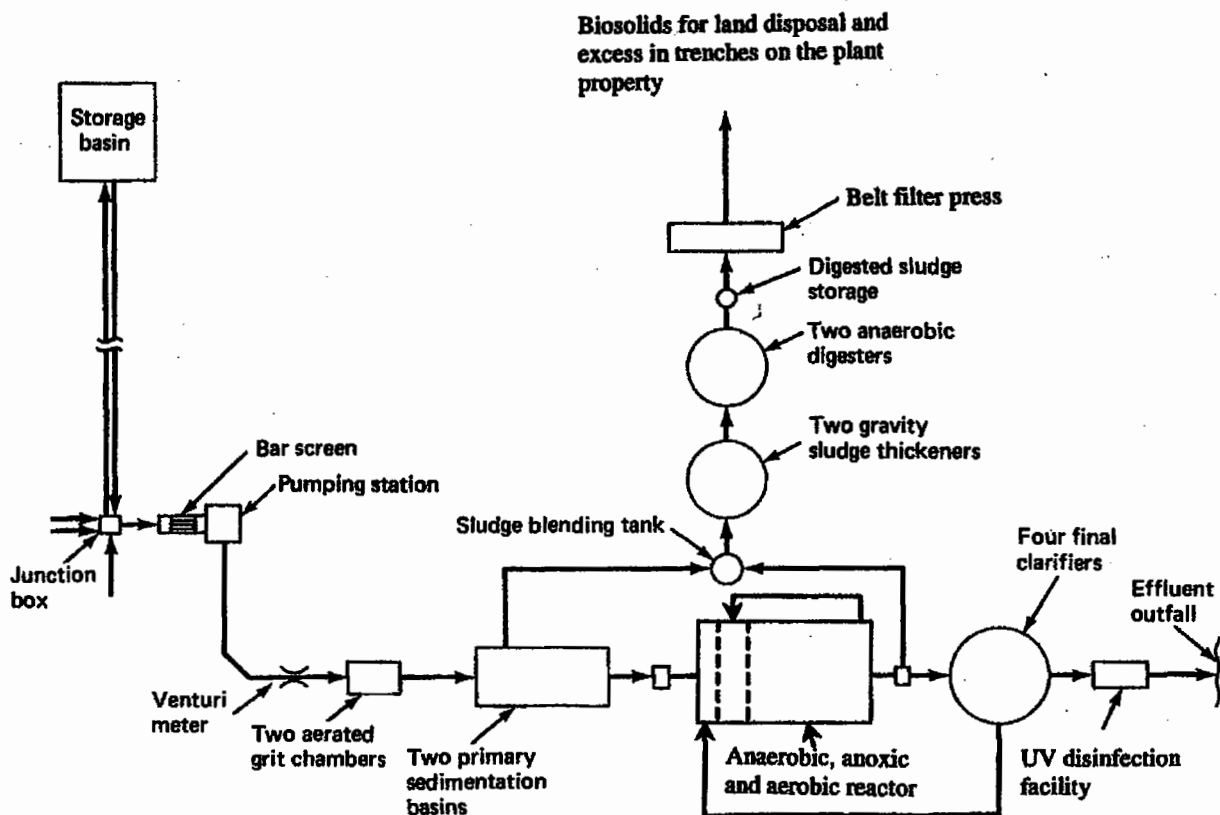 Biosolids for land disposal and
excess in trenches on the plant
property
Storage
basin
Belt filter press
Digested sludge
storage
Two anaerobic
digesters
Two gravity
sludge thickeners
Bar screen
Pumping station
Sludge blending tank
Junction
box
Four final
clarifiers
Effluent
outfall
Venturi
meter
Two aerated
grit chambers
Two primary
sedimentation
basins
Anaerobic, anoxic
and aerobic reactor
UV disinfection
facility